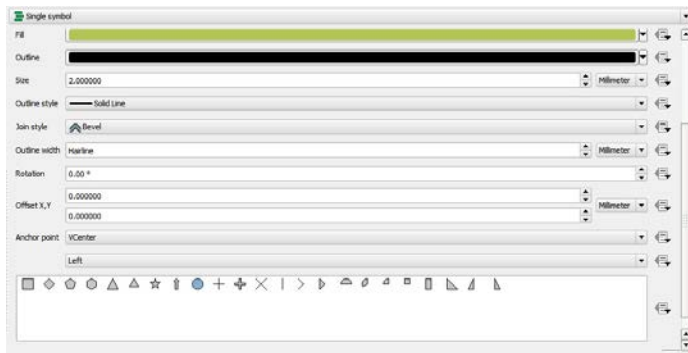 Single symbol
Fill
Outline
Size 2.000000 Millimeter
Outline style Solid Line
Join style Bevel
Outline width Hairline Millimeter
Rotation 0.00 °
0.000000
Offset X,Y Millimeter
0.000000
Anchor point VCenter
Left